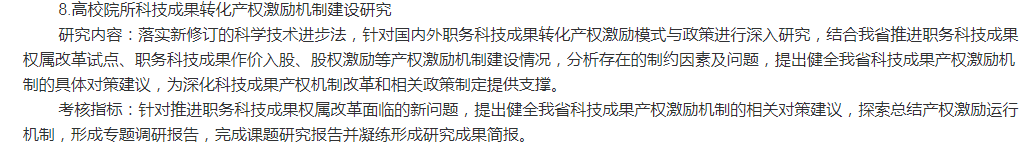 8.高校院所科技成果转化产权激励机制建设研究
研究内容：落实新修订的科学技术进步法，针对国内外职务科技成果转化产权激励模式与政策进行深入研究，结合我省推进职务科技成果
权属改革试点、职务科技成果作价入股、股权激励等产权激励机制建设情况，分析存在的制约因素及问题，提出健全我省科技成果产权激励机
制的具体对策建议，为深化科技成果产权机制改革和相关政策制定提供支撑。
考核指标：针对推进职务科技成果权属改革面临的新问题，提出健全我省科技成果产权激励机制的相关对策建议，探索总结产权激励运行
机制，形成专题调研报告，完成课题研究报告并凝练形成研究成果简报。